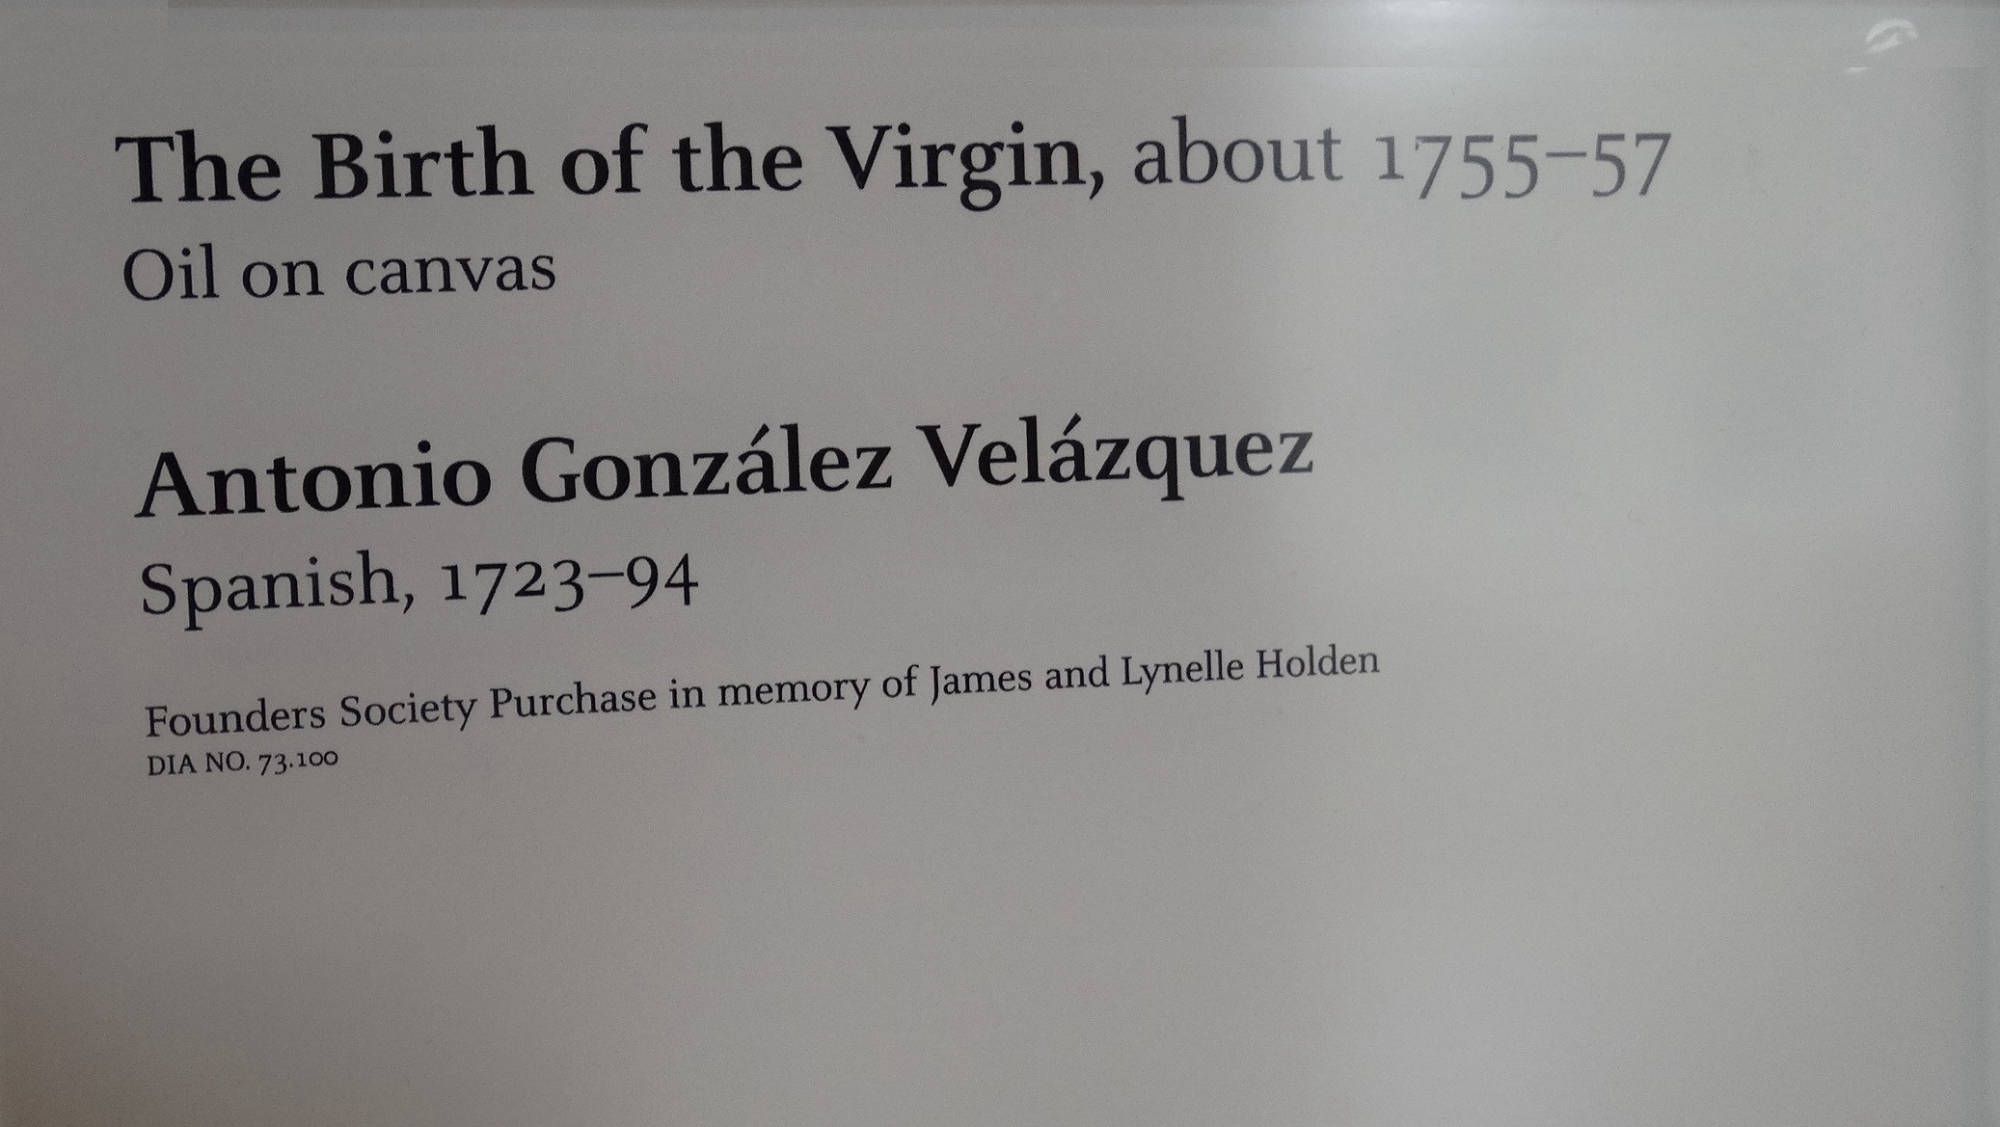 The Birth of the Virgin, about 1755–57
Oil on canvas
Antonio González Velázquez
Spanish, 1723–94
Founders Society Purchase in memory of James and Lynelle Holden
DIA NO. 73.100